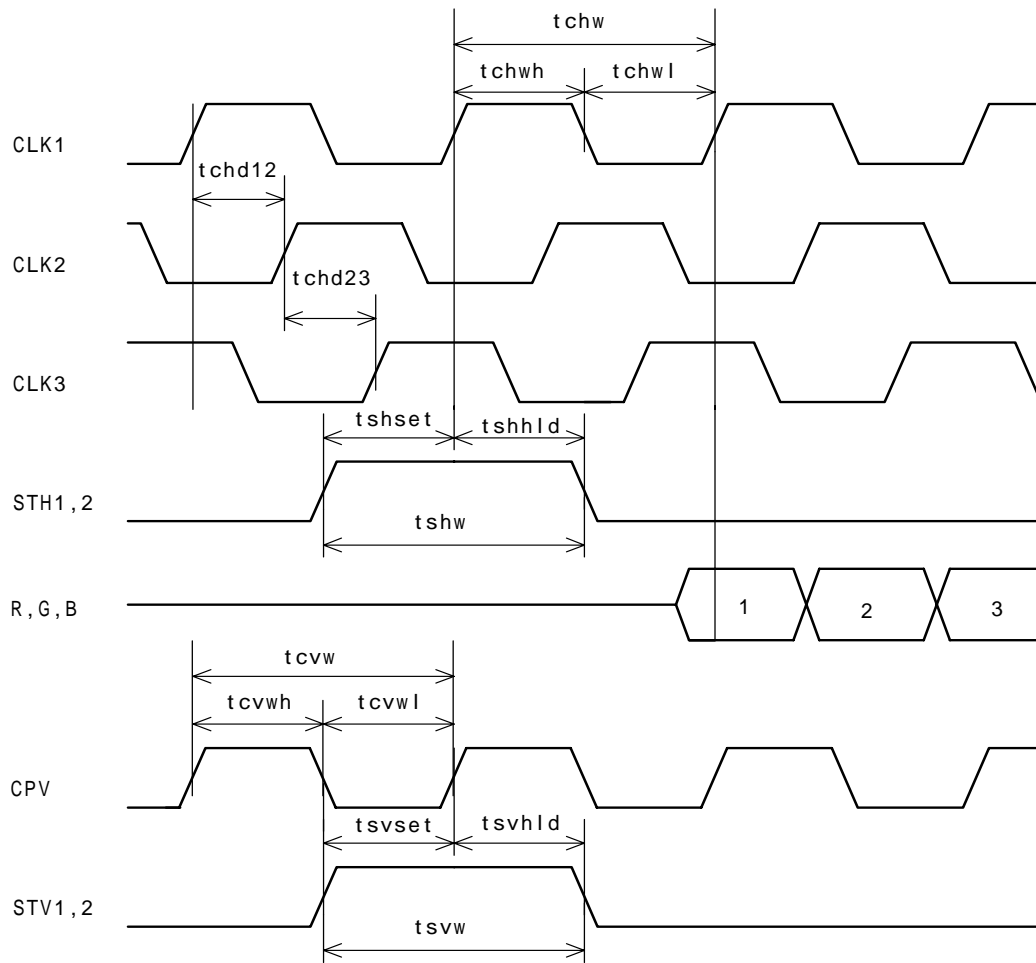 tchw
tchwh
tchwl
CLK1
tchd12
CLK2
tchd23
CLK3
tshset
tshhld
STH1,2
tshw
R,G,B
1
2
3
tcvw
tcvwh
tcvwl
CPV
tsvset
tsvhld
STV1,2
tsvw